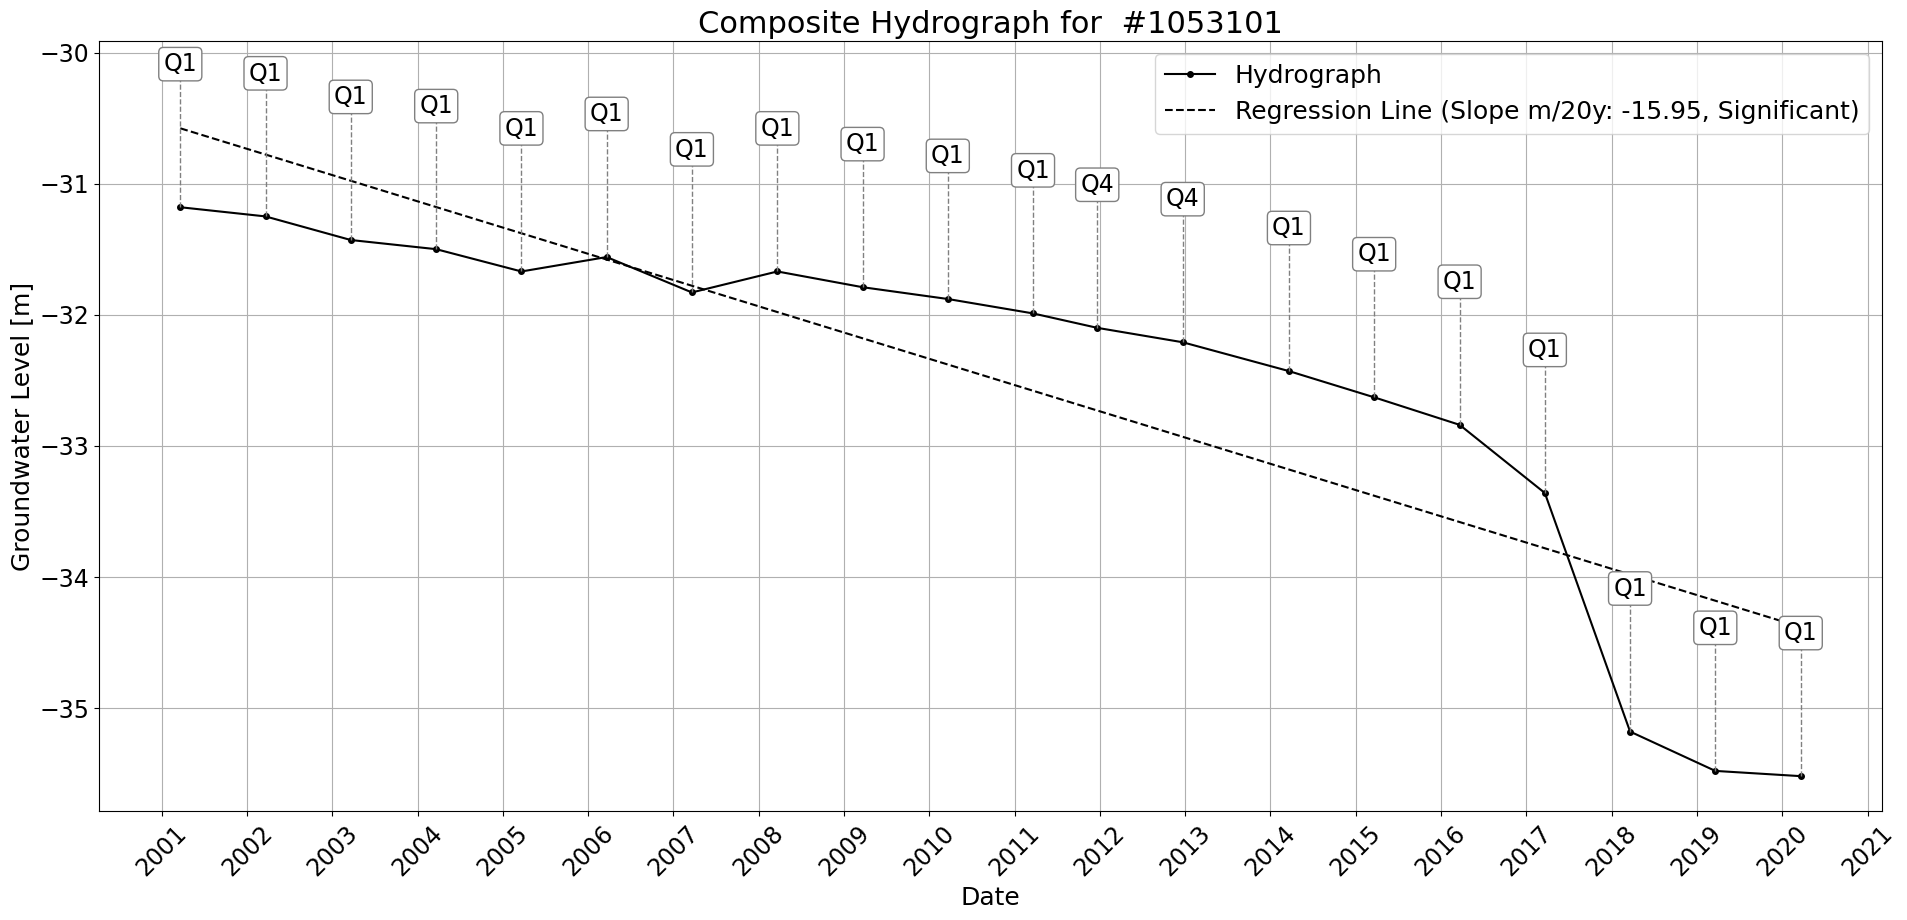 Composite Hydrograph for  #1053101
Hydrograph
Regression Line (Slope m/20y: -15.95, Significant)
Groundwater Level [m]
−30
−31
−32
−33
−34
−35
Q1
Q1
Q1
Q1
Q1
Q1
Q1
Q1
Q1
Q1
Q1
Q4
Q4
Q1
Q1
Q1
Q1
Q1
Q1
Q1
2001
2002
2003
2004
2005
2006
2007
2008
2009
2010
2011
2012
2013
2014
2015
2016
2017
2018
2019
2020
2021
Date